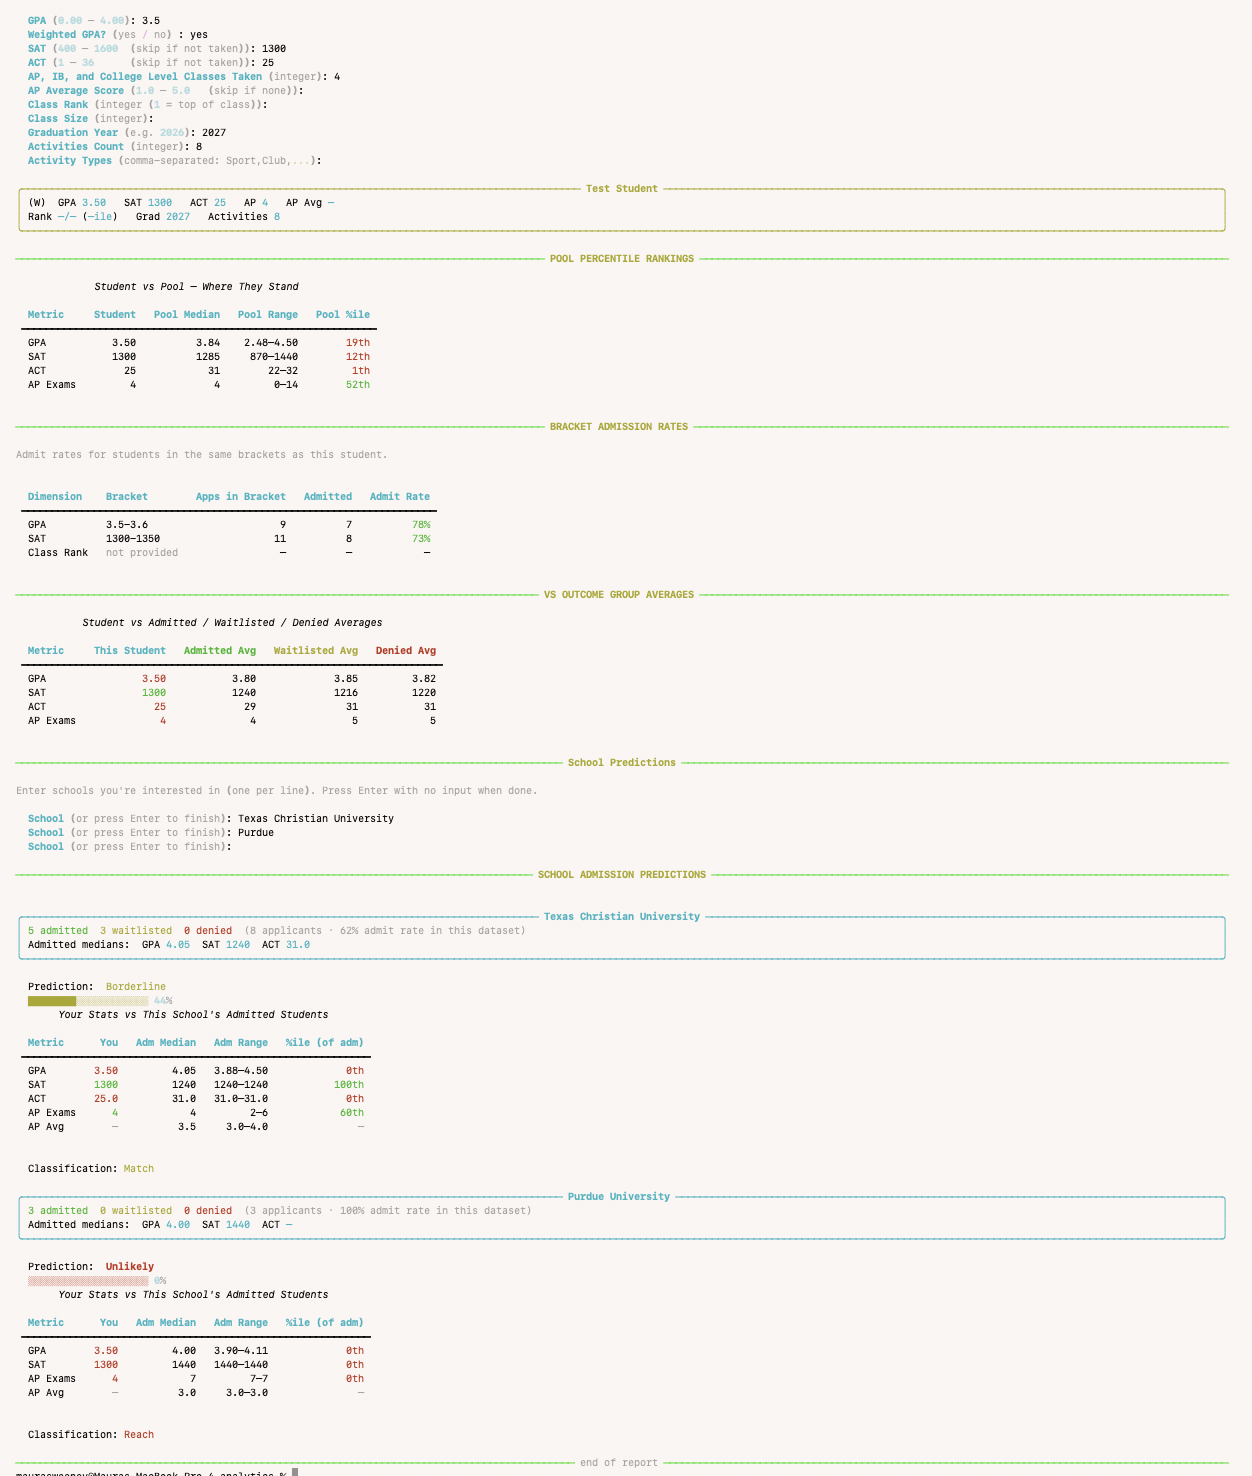 GPA (0.00 – 4.00): 3.5
Weighted GPA? (yes / no) : yes
SAT (400 – 1600  (skip if not taken)): 1300
ACT (1 – 36      (skip if not taken)): 25
AP, IB, and College Level Classes Taken (integer): 4
AP Average Score (1.0 – 5.0   (skip if none)):
Class Rank (integer (1 = top of class)):
Class Size (integer):
Graduation Year (e.g. 2026): 2027
Activities Count (integer): 8
Activity Types (comma-separated: Sport,Club,...):
Test Student
(W)  GPA 3.50   SAT 1300   ACT 25   AP 4   AP Avg —
Rank —/— (—ile)   Grad 2027   Activities 8
POOL PERCENTILE RANKINGS
Student vs Pool — Where They Stand
Metric     Student   Pool Median   Pool Range   Pool %ile
GPA           3.50          3.84    2.48–4.50        19th
SAT           1300          1285     870–1440        12th
ACT             25            31        22–32         1th
AP Exams         4             4         0–14        52th
BRACKET ADMISSION RATES
Admit rates for students in the same brackets as this student.
Dimension    Bracket        Apps in Bracket   Admitted   Admit Rate
GPA          3.5–3.6                      9          7          78%
SAT          1300–1350                   11          8          73%
Class Rank   not provided                 —          —            —
VS OUTCOME GROUP AVERAGES
Student vs Admitted / Waitlisted / Denied Averages
Metric     This Student   Admitted Avg   Waitlisted Avg   Denied Avg
GPA                3.50           3.80             3.85         3.82
SAT                1300           1240             1216         1220
ACT                  25             29               31           31
AP Exams              4              4                5            5
School Predictions
Enter schools you're interested in (one per line). Press Enter with no input when done.
School (or press Enter to finish): Texas Christian University
School (or press Enter to finish): Purdue
School (or press Enter to finish):
SCHOOL ADMISSION PREDICTIONS
Texas Christian University
5 admitted  3 waitlisted  0 denied  (8 applicants · 62% admit rate in this dataset)
Admitted medians:  GPA 4.05  SAT 1240  ACT 31.0
Prediction:  Borderline
44%
Your Stats vs This School's Admitted Students
Metric      You   Adm Median   Adm Range   %ile (of adm)
GPA        3.50         4.05   3.88–4.50             0th
SAT        1300         1240   1240–1240           100th
ACT        25.0         31.0   31.0–31.0             0th
AP Exams      4            4         2–6            60th
AP Avg        —          3.5     3.0–4.0               —
Classification: Match
Purdue University
3 admitted  0 waitlisted  0 denied  (3 applicants · 100% admit rate in this dataset)
Admitted medians:  GPA 4.00  SAT 1440  ACT —
Prediction:  Unlikely
0%
Your Stats vs This School's Admitted Students
Metric      You   Adm Median   Adm Range   %ile (of adm)
GPA        3.50         4.00   3.90–4.11             0th
SAT        1300         1440   1440–1440             0th
AP Exams      4            7         7–7             0th
AP Avg        —          3.0     3.0–3.0               —
Classification: Reach
end of report